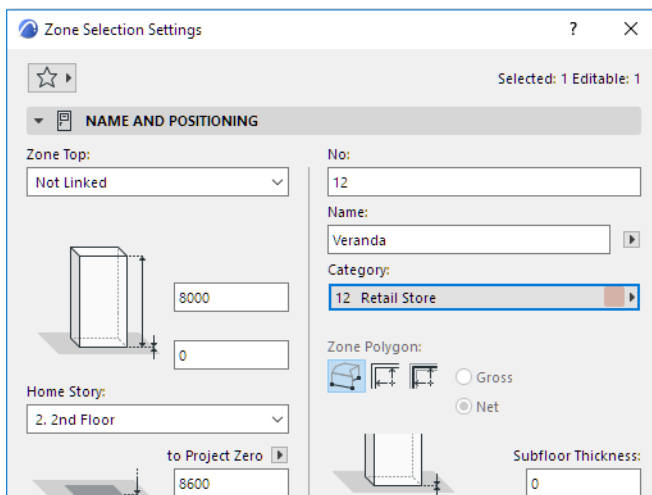 Zone Selection Settings
?
Selected: 1 Editable: 1
NAME AND POSITIONING
Zone Top:
Not Linked
8000
0
Home Story:
2. 2nd Floor
to Project Zero
8600
No:
12
Name:
Veranda
Category:
12 Retail Store
Zone Polygon:
Gross
Net
Subfloor Thickness:
0